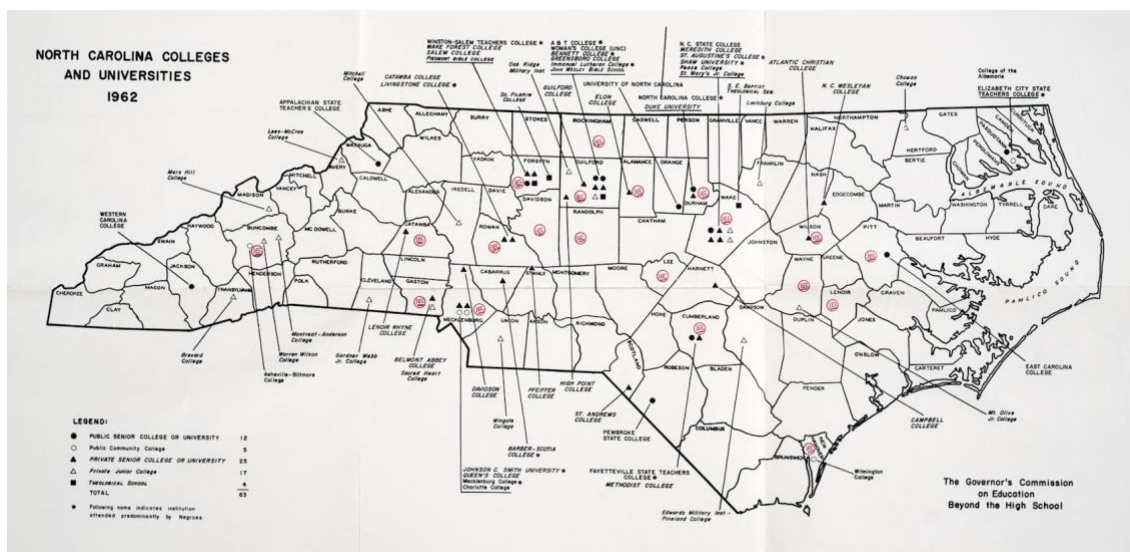 NORTH CAROLINA COLLEGES
AND UNIVERSITIES
1962
WINSTON-SALEM TEACHERS COLLEGE *
WAKE FOREST COLLEGE
SALEM COLLEGE
PIEDMONT BIBLE COLLEGE
A & T COLLEGE *
WOMAN'S COLLEGE (UNC)
BENNETT COLLEGE *
GREENSBORO COLLEGE
Immanuel Lutheran College *
JOHN WESLEY BIBLE SCHOOL
N. C. STATE COLLEGE
MEREDITH COLLEGE
ST. AUGUSTINE'S COLLEGE *
SHAW UNIVERSITY *
Peace College
St. Mary's Jr. College
ATLANTIC CHRISTIAN
COLLEGE
Mitchell
College
CATAWBA COLLEGE
LIVINGSTONE COLLEGE *
Oak Ridge
Military Inst.
So. Pilgrim
College
GUILFORD
COLLEGE
UNIVERSITY OF NORTH CAROLINA
ELON
COLLEGE
NORTH CAROLINA COLLEGE *
DUKE UNIVERSITY
S. E. BAPTIST
THEOLOGICAL SEM.
Louisburg College
N. C. WESLEYAN
COLLEGE
Chowan
College
College of the
Albemarle
ELIZABETH CITY STATE
TEACHERS COLLEGE *
APPALACHIAN STATE
TEACHER'S COLLEGE
Lees-McCree
College
Mars Hill
College
WESTERN
CAROLINA
COLLEGE
ASHE
ALLEGHANY
SURRY
STOKES
ROCKINGHAM
CASWELL
PERSON
GRANVILLE
VANCE
WARREN
NORTHAMPTON
GATES
CAMDEN
CURRITUCK
PASQUOTANK
PERQUIMANS
CHOWAN
HALIFAX
HERTFORD
BERTIE
WATAUGA
WILKES
YADKIN
FORSYTH
GUILFORD
ALAMANCE
ORANGE
DURHAM
FRANKLIN
NASH
EDGECOMBE
MARTIN
WASHINGTON
TYRRELL
DARE
ALBEMARLE SOUND
AVERY
MITCHELL
CALDWELL
ALEXANDER
IREDELL
DAVIE
DAVIDSON
RANDOLPH
CHATHAM
WAKE
WILSON
PITT
BEAUFORT
HYDE
MADISON
YANCEY
BURKE
CATAWBA
ROWAN
JOHNSTON
GREENE
HAYWOOD
BUNCOMBE
MC DOWELL
LINCOLN
SWAIN
JACKSON
HENDERSON
POLK
RUTHERFORD
CLEVELAND
GASTON
CABARRUS
STANLY
MONTGOMERY
MOORE
LEE
HARNETT
WAYNE
LENOIR
CRAVEN
PAMLICO
PAMLICO SOUND
GRAHAM
CHEROKEE
CLAY
MACON
TRANSYLVANIA
MECKLENBURG
UNION
ANSON
RICHMOND
HOKE
CUMBERLAND
SAMPSON
DUPLIN
JONES
ONSLOW
CARTERET
SCOTLAND
ROBESON
BLADEN
PENDER
COLUMBUS
BRUNSWICK
NEW
HANOVER
Brevard
College
Montreat-Anderson
College
Warren Wilson
College
Asheville-Biltmore
College
Gardner Webb
Jr. College
LENOIR RHYNE
COLLEGE
BELMONT ABBEY
COLLEGE
Sacred Heart
College
DAVIDSON
COLLEGE
PFEIFFER
COLLEGE
HIGH POINT
COLLEGE
Wingate
College
BARBER-SCOTIA
COLLEGE *
JOHNSON C. SMITH UNIVERSITY *
QUEEN'S COLLEGE
Mecklenburg College *
Charlotte College
ST. ANDREWS
COLLEGE
PEMBROKE
STATE COLLEGE
FAYETTEVILLE STATE TEACHERS
COLLEGE *
METHODIST COLLEGE
Edwards Military Inst.-
Pineland College
Wilmington
College
CAMPBELL
COLLEGE
Mt. Olive
Jr. College
EAST CAROLINA
COLLEGE
LEGEND:
PUBLIC SENIOR COLLEGE OR UNIVERSITY 12
Public Community College 5
PRIVATE SENIOR COLLEGE OR UNIVERSITY 25
Private Junior College 17
THEOLOGICAL SCHOOL 4
TOTAL 63
* Following name indicates institution
attended predominantly by Negroes
The Governor's Commission
on Education
Beyond the High School